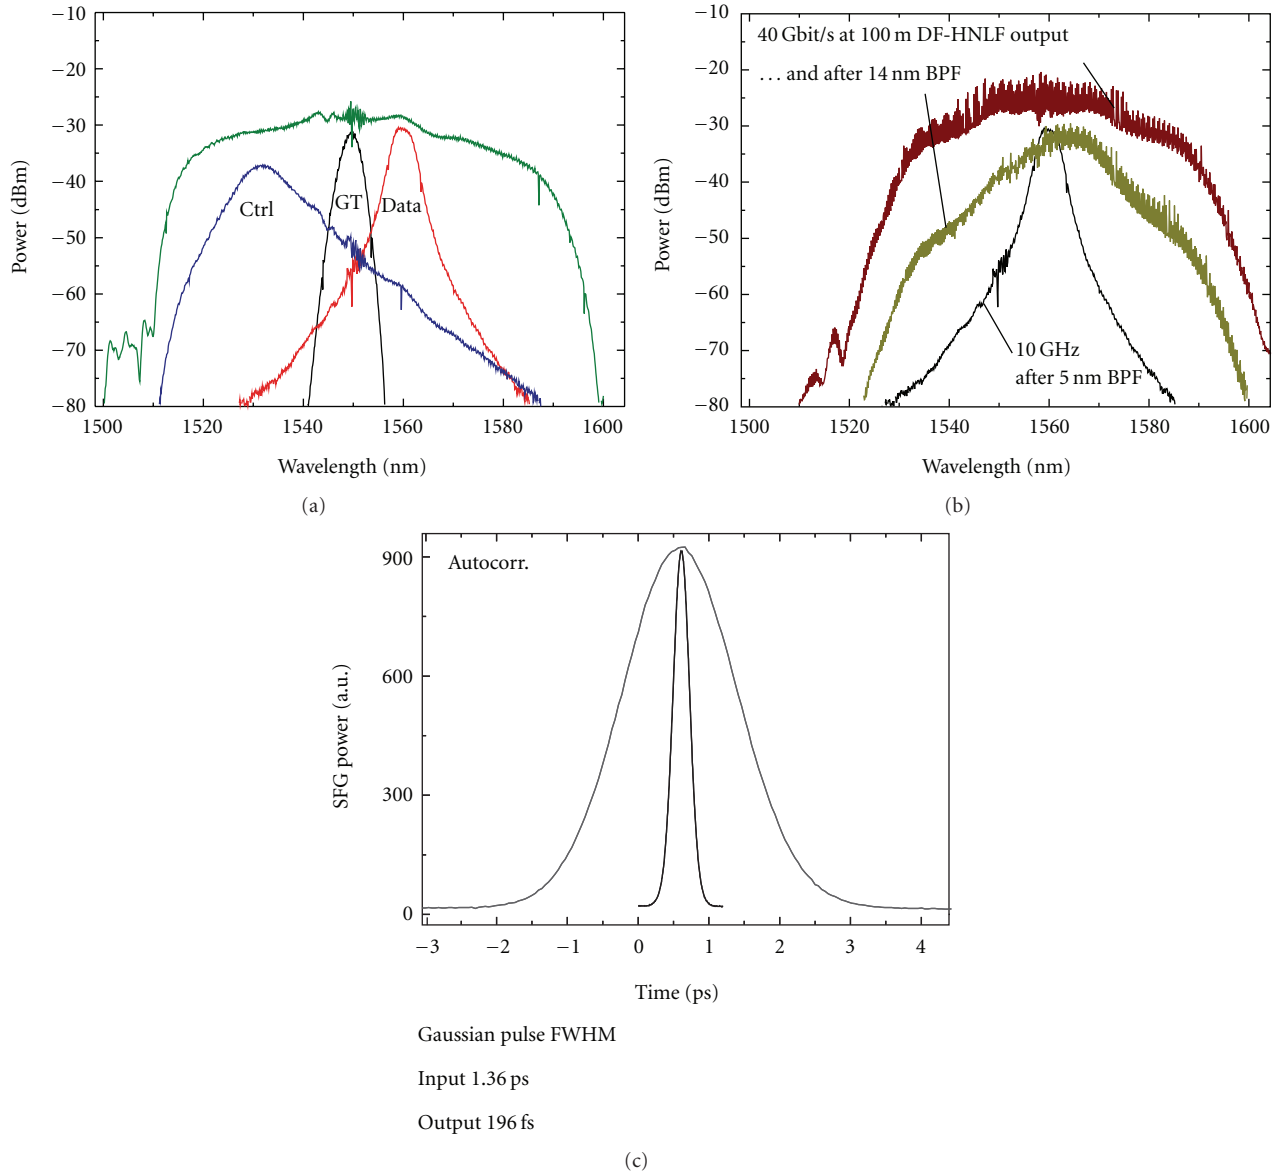 −10
−20
−30
−40
−50
−60
−70
−80
Power (dBm)
Ctrl
GT
Data
1500 1520 1540 1560 1580 1600
Wavelength (nm)
(a)
−10
−20
−30
−40
−50
−60
−70
−80
Power (dBm)
40 Gbit/s at 100 m DF-HNLF output
... and after 14 nm BPF
10 GHz
after 5 nm BPF
1500 1520 1540 1560 1580 1600
Wavelength (nm)
(b)
900
600
300
0
SFG power (a.u.)
Autocorr.
−3 −2 −1 0 1 2 3 4
Time (ps)
Gaussian pulse FWHM
Input 1.36 ps
Output 196 fs
(c)